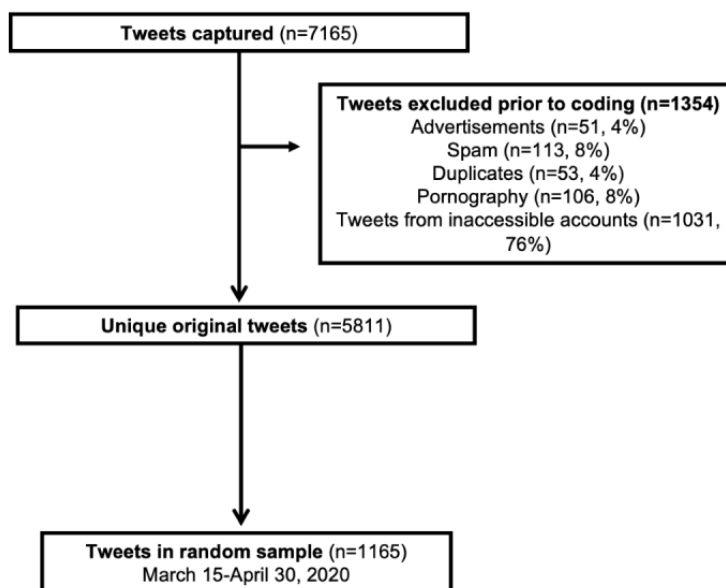 Tweets captured (n=7165)
Tweets excluded prior to coding (n=1354)
Advertisements (n=51, 4%)
Spam (n=113, 8%)
Duplicates (n=53, 4%)
Pornography (n=106, 8%)
Tweets from inaccessible accounts (n=1031,
76%)
Unique original tweets (n=5811)
Tweets in random sample (n=1165)
March 15-April 30, 2020